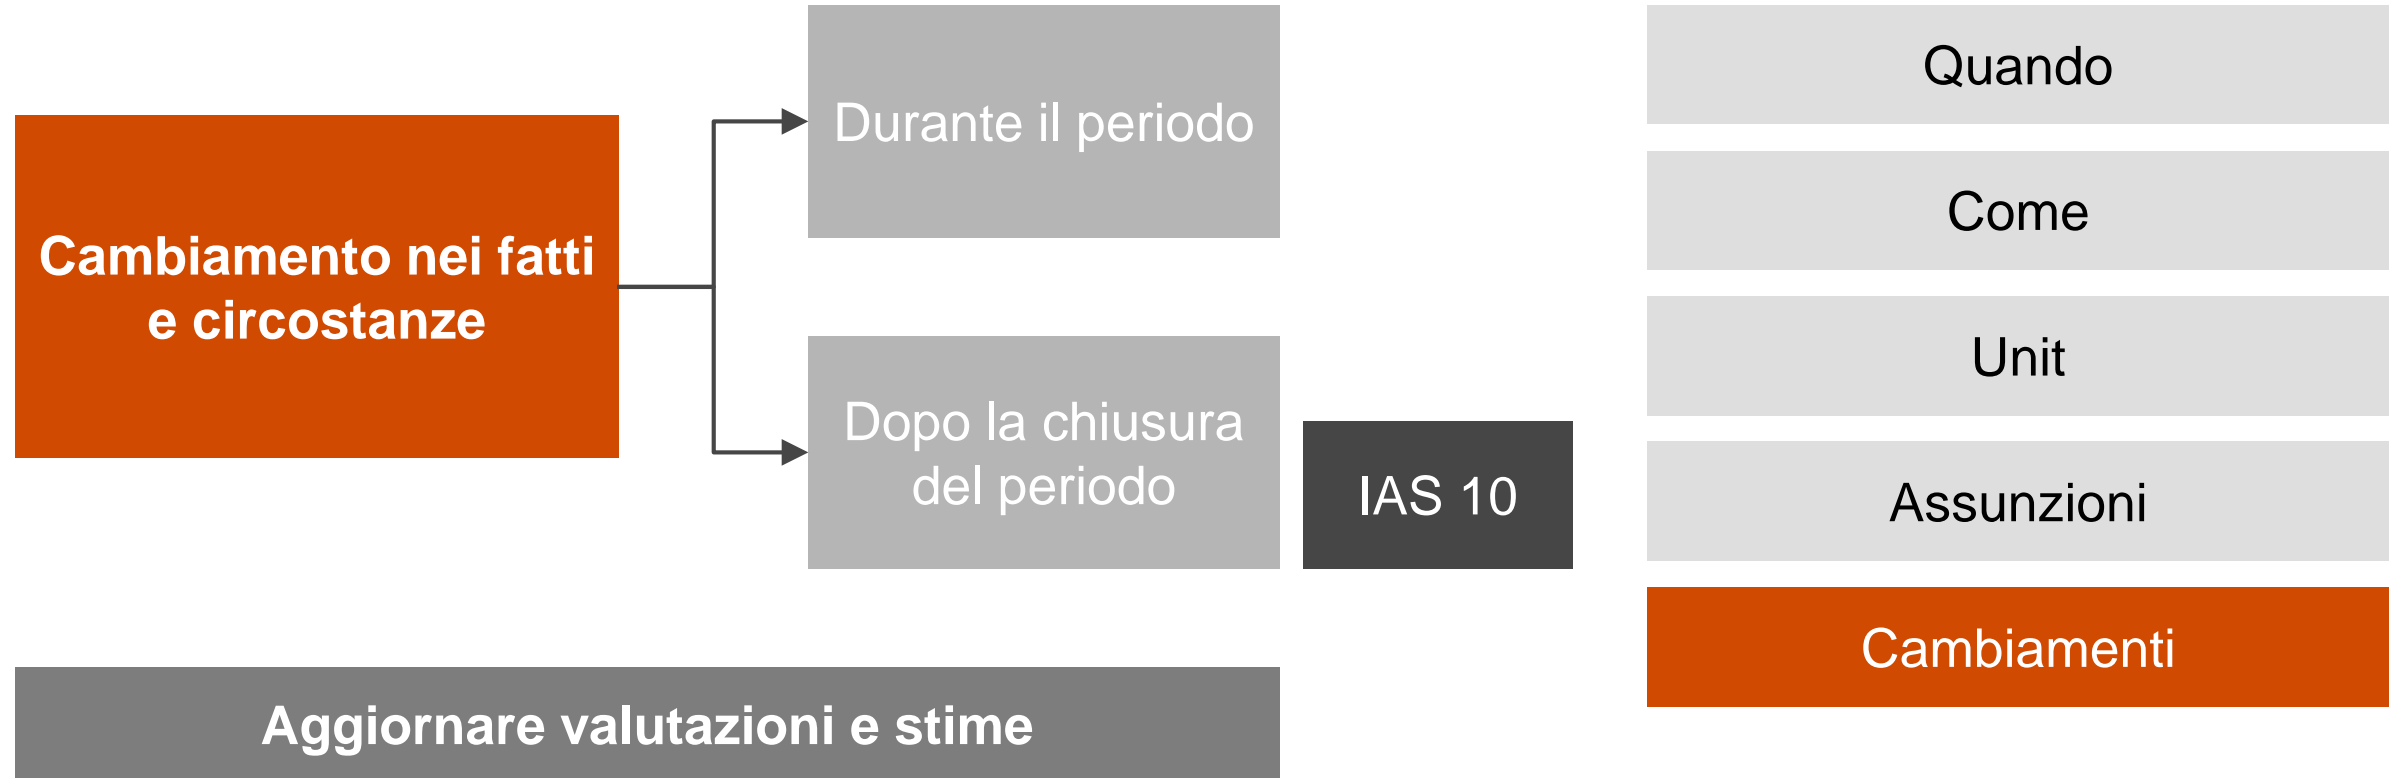 Cambiamento nei fatti
e circostanze
Durante il periodo
Dopo la chiusura
del periodo
IAS 10
Aggiornare valutazioni e stime
Quando
Come
Unit
Assunzioni
Cambiamenti